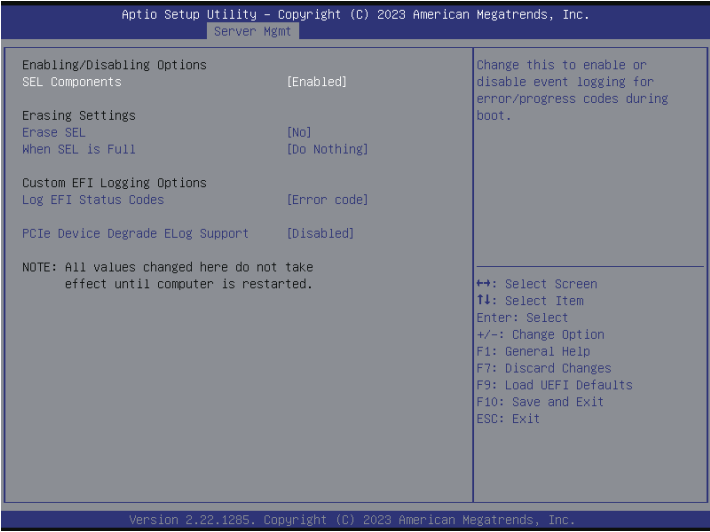 Aptio Setup Utility – Copyright (C) 2023 American Megatrends, Inc.
Server Mgmt
Enabling/Disabling Options
SEL Components [Enabled]
Erasing Settings
Erase SEL [No]
When SEL is Full [Do Nothing]
Custom EFI Logging Options
Log EFI Status Codes [Error code]
PCIe Device Degrade ELog Support [Disabled]
NOTE: All values changed here do not take
effect until computer is restarted.
Change this to enable or
disable event logging for
error/progress codes during
boot.
↔: Select Screen
↑↓: Select Item
Enter: Select
+/-: Change Option
F1: General Help
F7: Discard Changes
F9: Load UEFI Defaults
F10: Save and Exit
ESC: Exit
Version 2.22.1285. Copyright (C) 2023 American Megatrends, Inc.